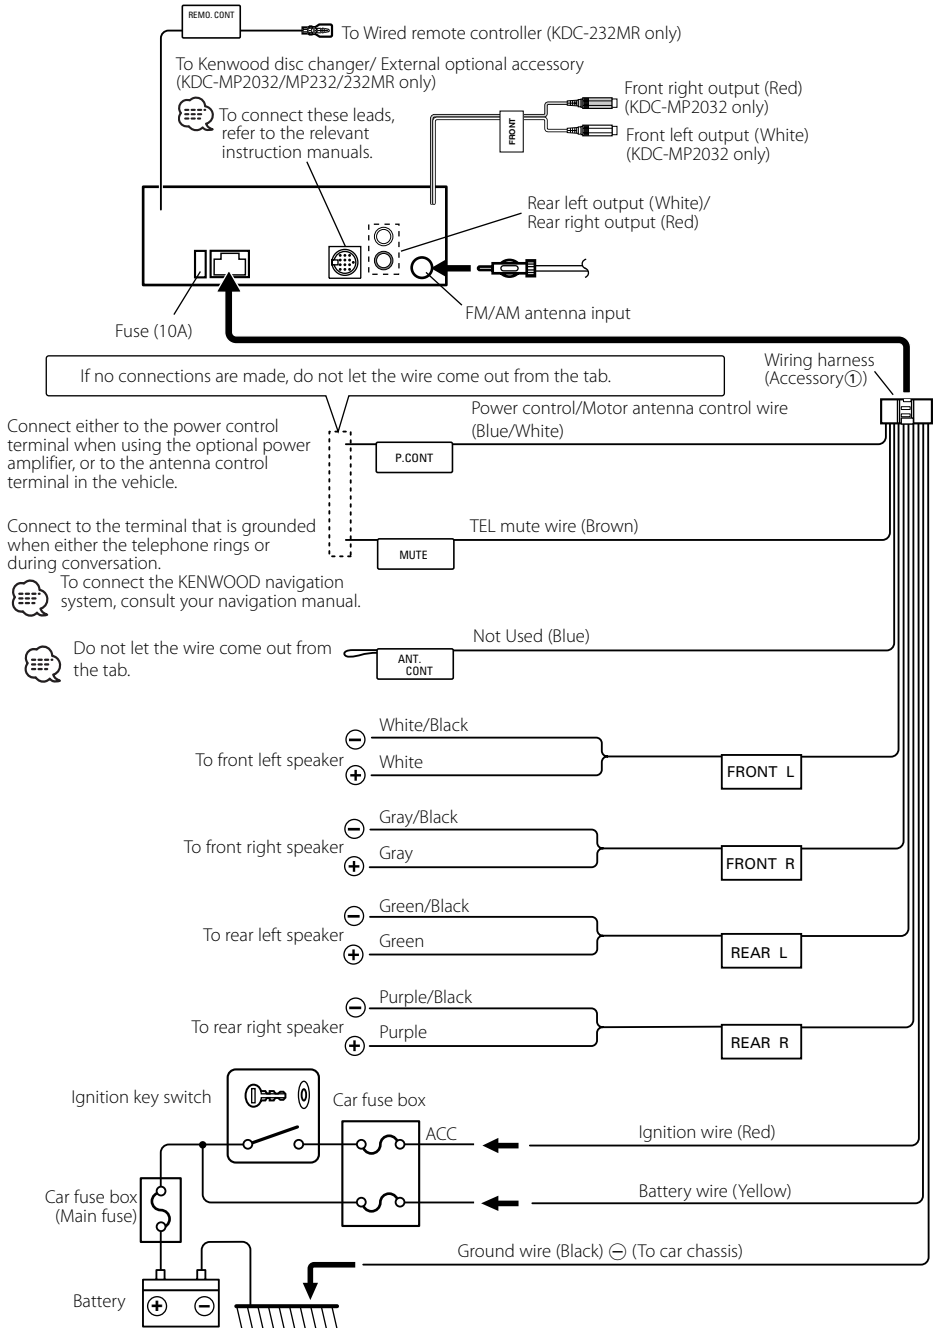 REMO. CONT
To Wired remote controller (KDC-232MR only)
To Kenwood disc changer/ External optional accessory
(KDC-MP2032/MP232/232MR only)
To connect these leads,
refer to the relevant
instruction manuals.
FRONT
Front right output (Red)
(KDC-MP2032 only)
Front left output (White)
(KDC-MP2032 only)
Rear left output (White)/
Rear right output (Red)
FM/AM antenna input
Fuse (10A)
Wiring harness
(Accessory①)
If no connections are made, do not let the wire come out from the tab.
Connect either to the power control
terminal when using the optional power
amplifier, or to the antenna control
terminal in the vehicle.
P.CONT
Power control/Motor antenna control wire
(Blue/White)
Connect to the terminal that is grounded
when either the telephone rings or
during conversation.
MUTE
TEL mute wire (Brown)
To connect the KENWOOD navigation
system, consult your navigation manual.
Do not let the wire come out from
the tab.
ANT.
CONT
Not Used (Blue)
To front left speaker
⊖ White/Black
⊕ White
FRONT L
To front right speaker
⊖ Gray/Black
⊕ Gray
FRONT R
To rear left speaker
⊖ Green/Black
⊕ Green
REAR L
To rear right speaker
⊖ Purple/Black
⊕ Purple
REAR R
Ignition key switch
Car fuse box
ACC
Ignition wire (Red)
Car fuse box
(Main fuse)
Battery wire (Yellow)
Ground wire (Black) ⊖ (To car chassis)
Battery
⊕ ⊖